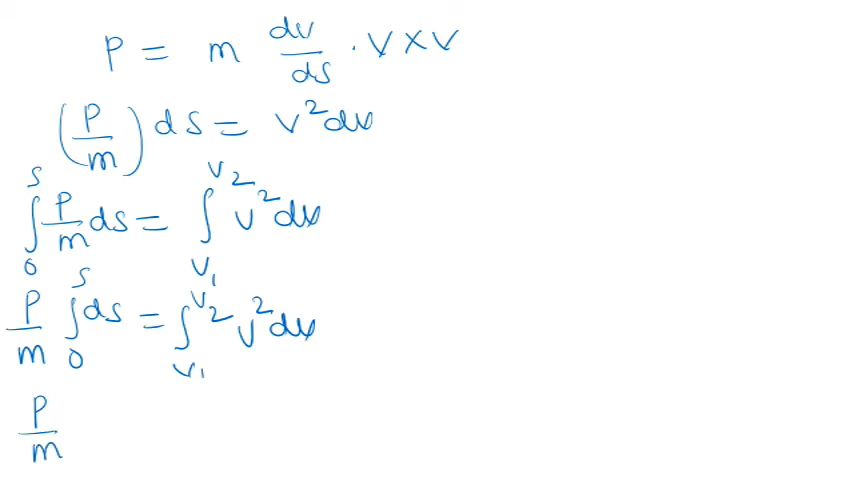 P = m dv/ds . v × v
(P/m) ds = v²dv
∫₀ˢ P/m ds = ∫_{v₁}^{v₂} v²dv
P/m ∫₀ˢ ds = ∫_{v₁}^{v₂} v²dv
P/m